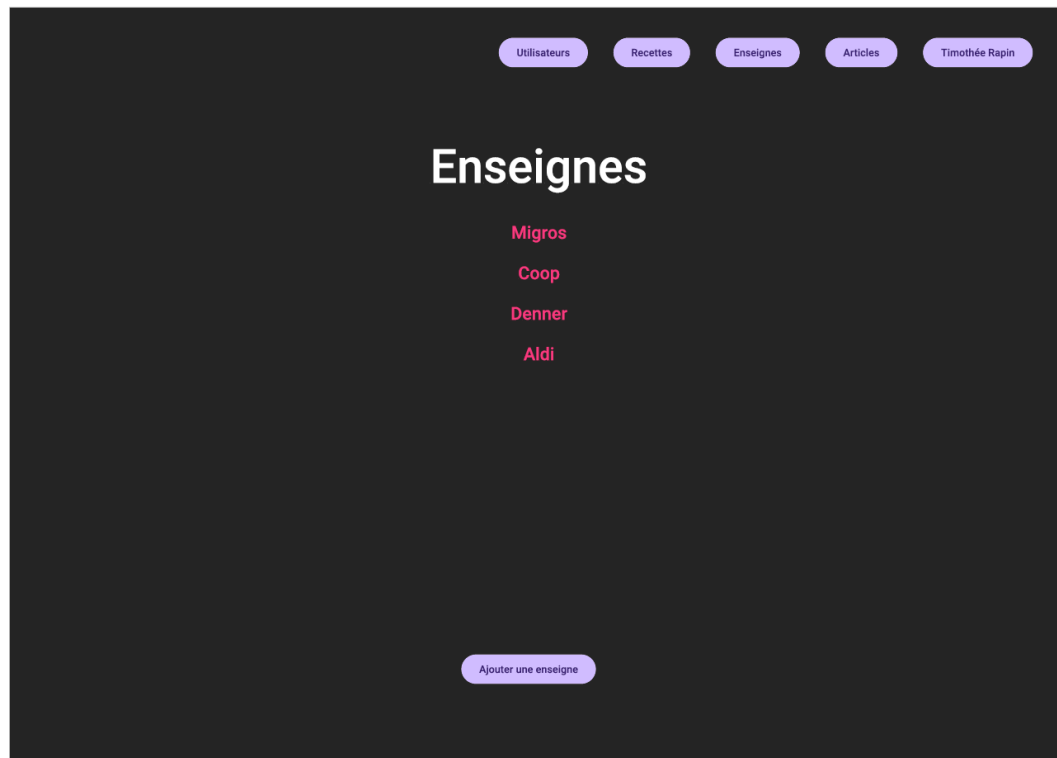 Utilisateurs Recettes Enseignes Articles Timothée Rapin
Enseignes
Migros
Coop
Denner
Aldi
Ajouter une enseigne